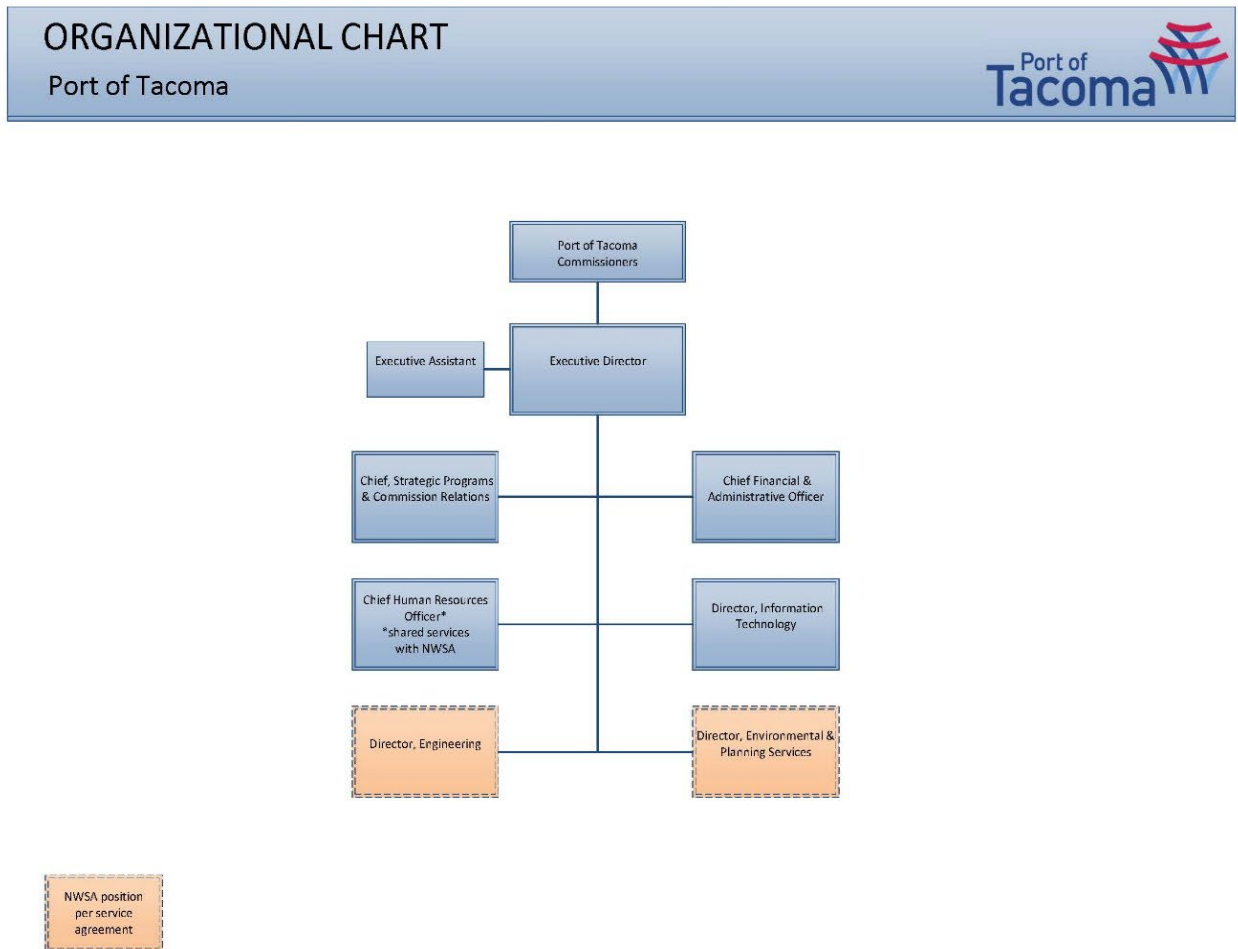 ORGANIZATIONAL CHART
Port of Tacoma
Port of
Tacoma
Port of Tacoma
Commissioners
Executive Assistant
Executive Director
Chief, Strategic Programs
& Commission Relations
Chief Financial &
Administrative Officer
Chief Human Resources
Officer*
*shared services
with NWSA
Director, Information
Technology
Director, Engineering
Director, Environmental &
Planning Services
NWSA position
per service
agreement